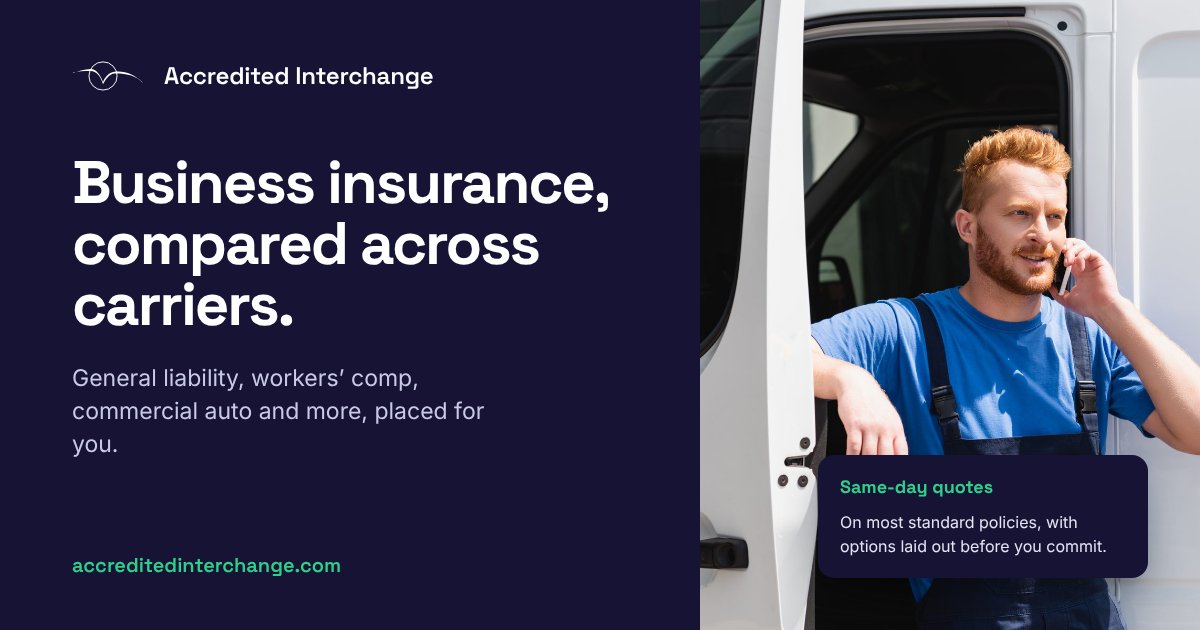 Accredited Interchange
Business insurance,
compared across
carriers.
General liability, workers’ comp,
commercial auto and more, placed for
you.
accreditedinterchange.com
Same-day quotes
On most standard policies, with
options laid out before you commit.